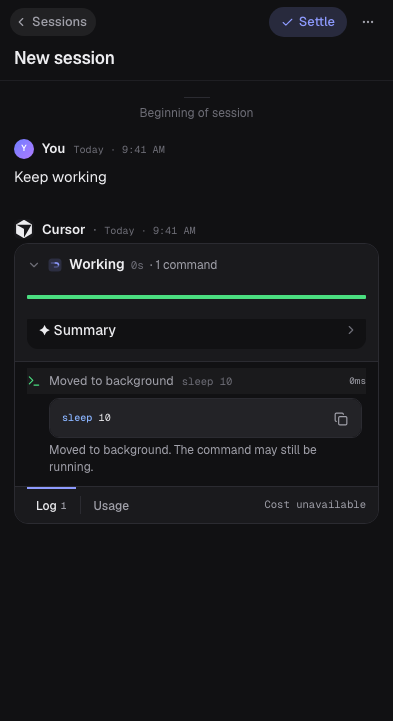 Sessions
Settle
New session
Beginning of session
Y
You Today · 9:41 AM
Keep working
Cursor · Today · 9:41 AM
Working 0s · 1 command
Summary
Moved to background sleep 10 0ms
sleep 10
Moved to background. The command may still be
running.
Log 1 Usage Cost unavailable